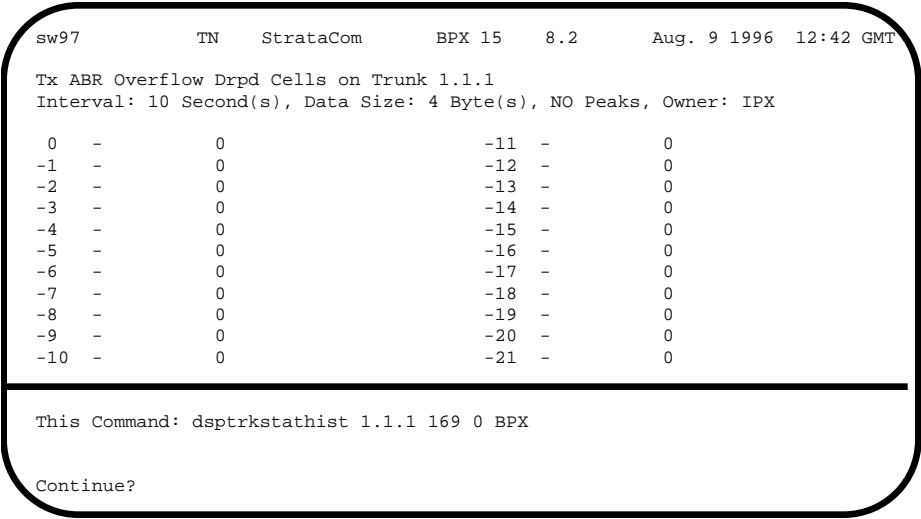 sw97 TN StrataCom BPX 15 8.2 Aug. 9 1996 12:42 GMT
Tx ABR Overflow Drpd Cells on Trunk 1.1.1
Interval: 10 Second(s), Data Size: 4 Byte(s), NO Peaks, Owner: IPX
0 - 0 -11 - 0
-1 - 0 -12 - 0
-2 - 0 -13 - 0
-3 - 0 -14 - 0
-4 - 0 -15 - 0
-5 - 0 -16 - 0
-6 - 0 -17 - 0
-7 - 0 -18 - 0
-8 - 0 -19 - 0
-9 - 0 -20 - 0
-10 - 0 -21 - 0
This Command: dsptrkstathist 1.1.1 169 0 BPX
Continue?